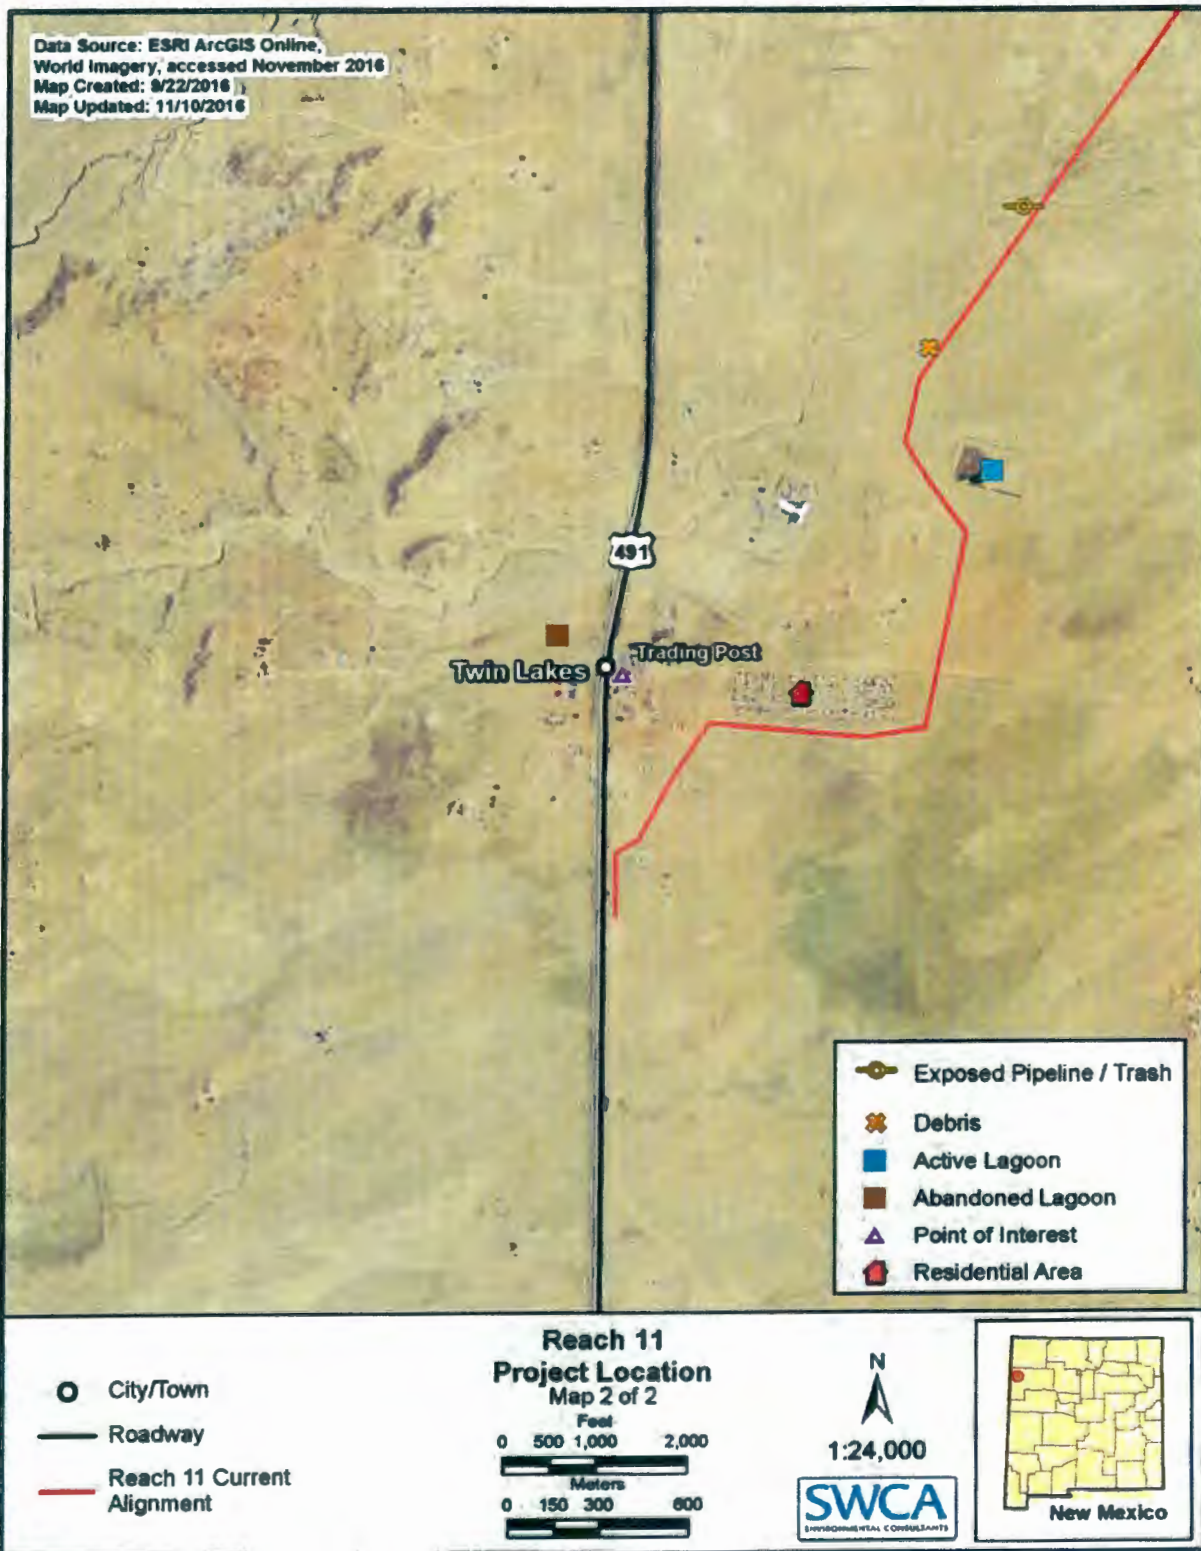 Data Source: ESRI ArcGIS Online,
World Imagery, accessed November 2016
Map Created: 9/22/2016
Map Updated: 11/10/2016
491
Trading Post
Twin Lakes
Exposed Pipeline / Trash
Debris
Active Lagoon
Abandoned Lagoon
Point of Interest
Residential Area
City/Town
Roadway
Reach 11 Current
Alignment
Reach 11
Project Location
Map 2 of 2
Feet
0 500 1,000 2,000
Meters
0 150 300 600
N
1:24,000
SWCA
ENVIRONMENTAL CONSULTANTS
New Mexico